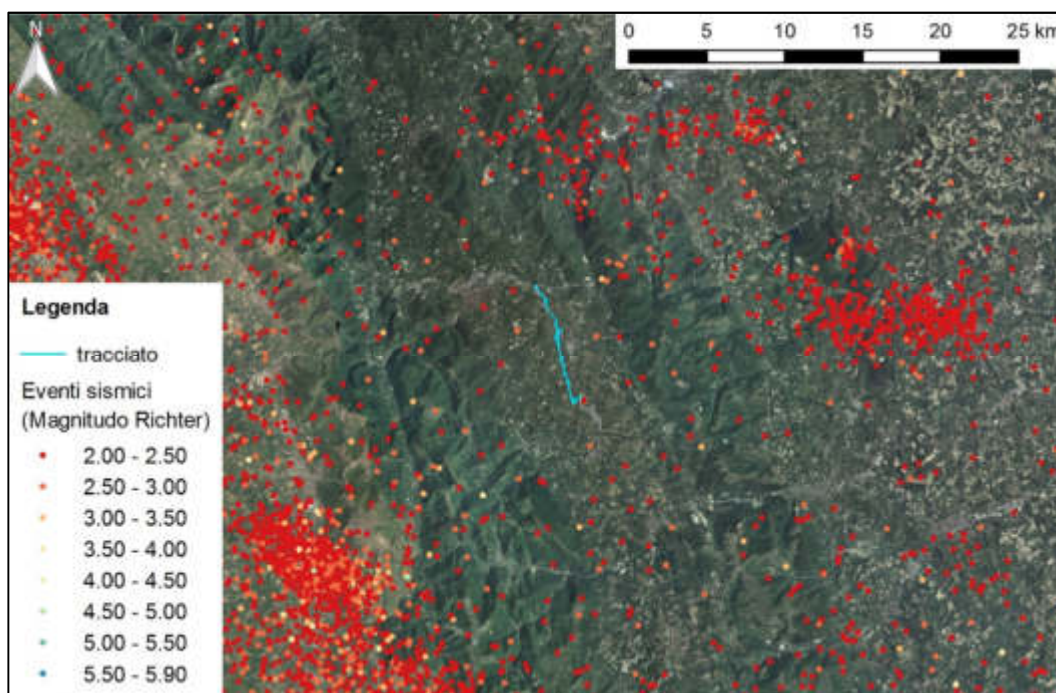 N
0 5 10 15 20 25 km
Legenda
tracciato
Eventi sismici
(Magnitudo Richter)
2.00 - 2.50
2.50 - 3.00
3.00 - 3.50
3.50 - 4.00
4.00 - 4.50
4.50 - 5.00
5.00 - 5.50
5.50 - 5.90